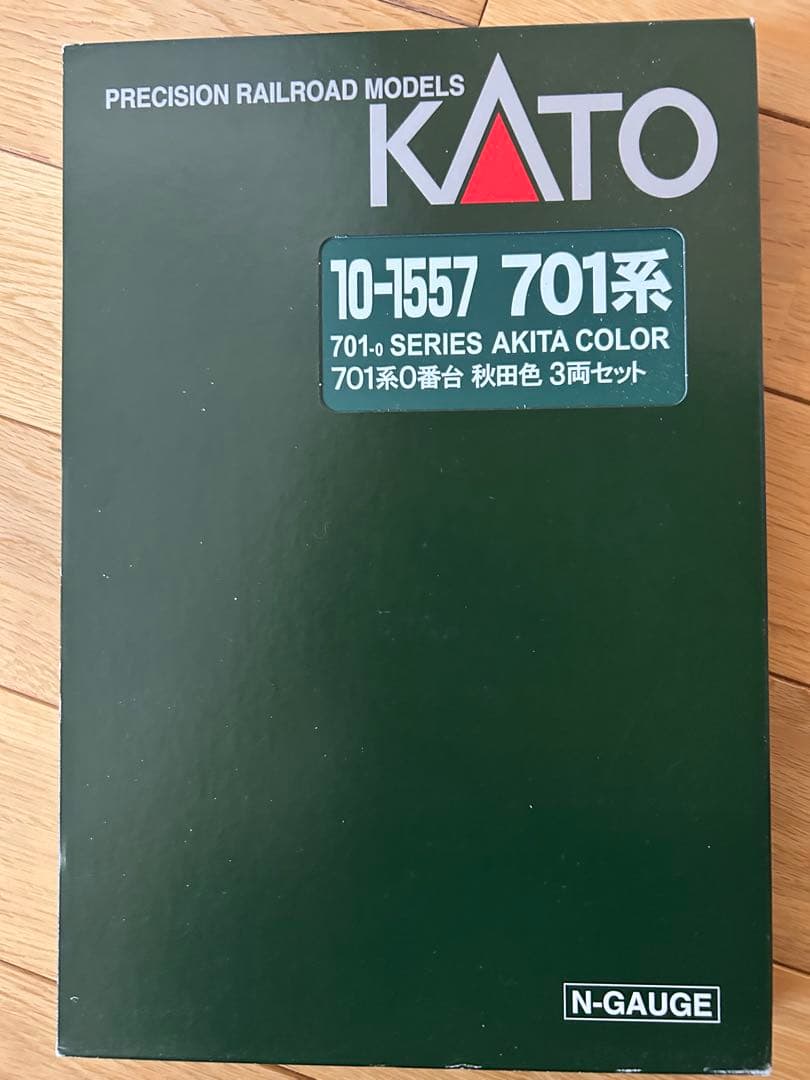 PRECISION RAILROAD MODELS
KATO
10-1557 701系
701-0 SERIES AKITA COLOR
701系0番台 秋田色 3両セット
N-GAUGE